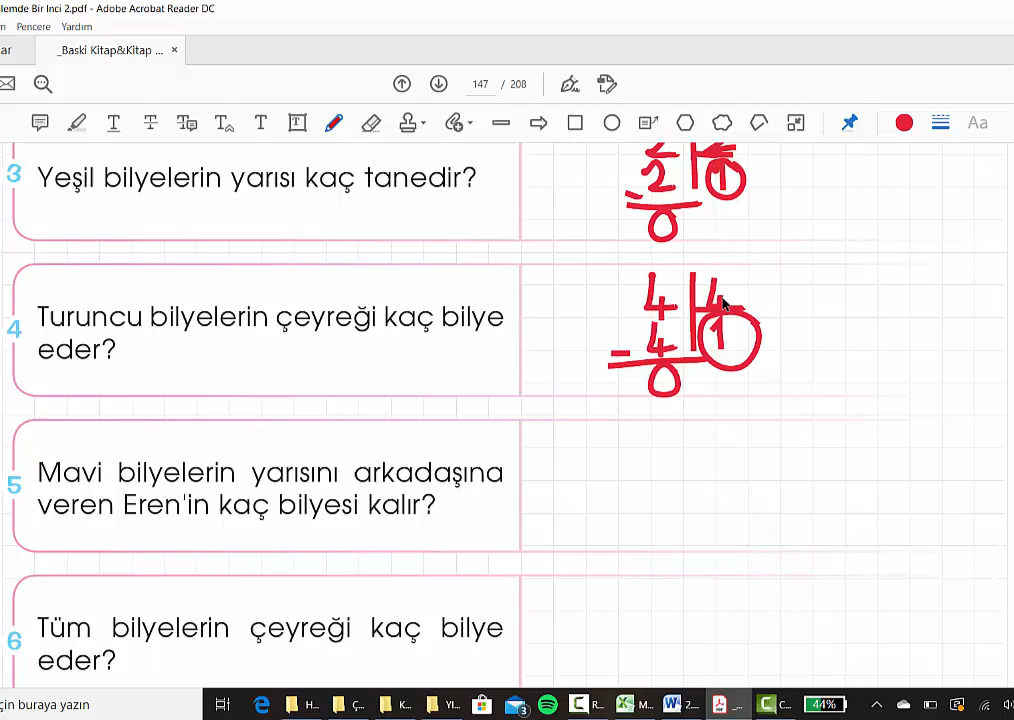 lemde Bir Inci 2.pdf - Adobe Acrobat Reader DC
m Pencere Yardım
ar _Baski Kitap&Kitap ... ×
147 / 208
Aa
3 Yeşil bilyelerin yarısı kaç tanedir?
2 1
- 0
4 Turuncu bilyelerin çeyreği kaç bilye
eder?
4 4
- 4 1
0
5 Mavi bilyelerin yarısını arkadaşına
veren Eren'in kaç bilyesi kalır?
6 Tüm bilyelerin çeyreği kaç bilye
eder?
için buraya yazın H... Ç... K... Yl... 3 R... M... 2... _... C... 44%